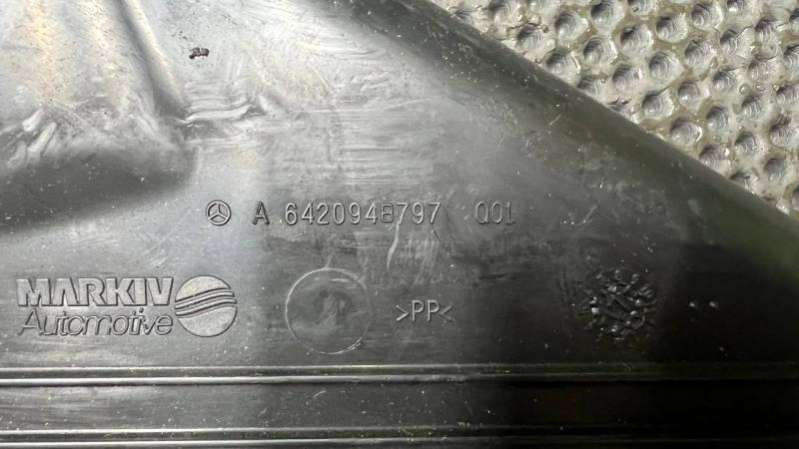 A 6420948797 Q01
MARKIV
Automotive
>PP<